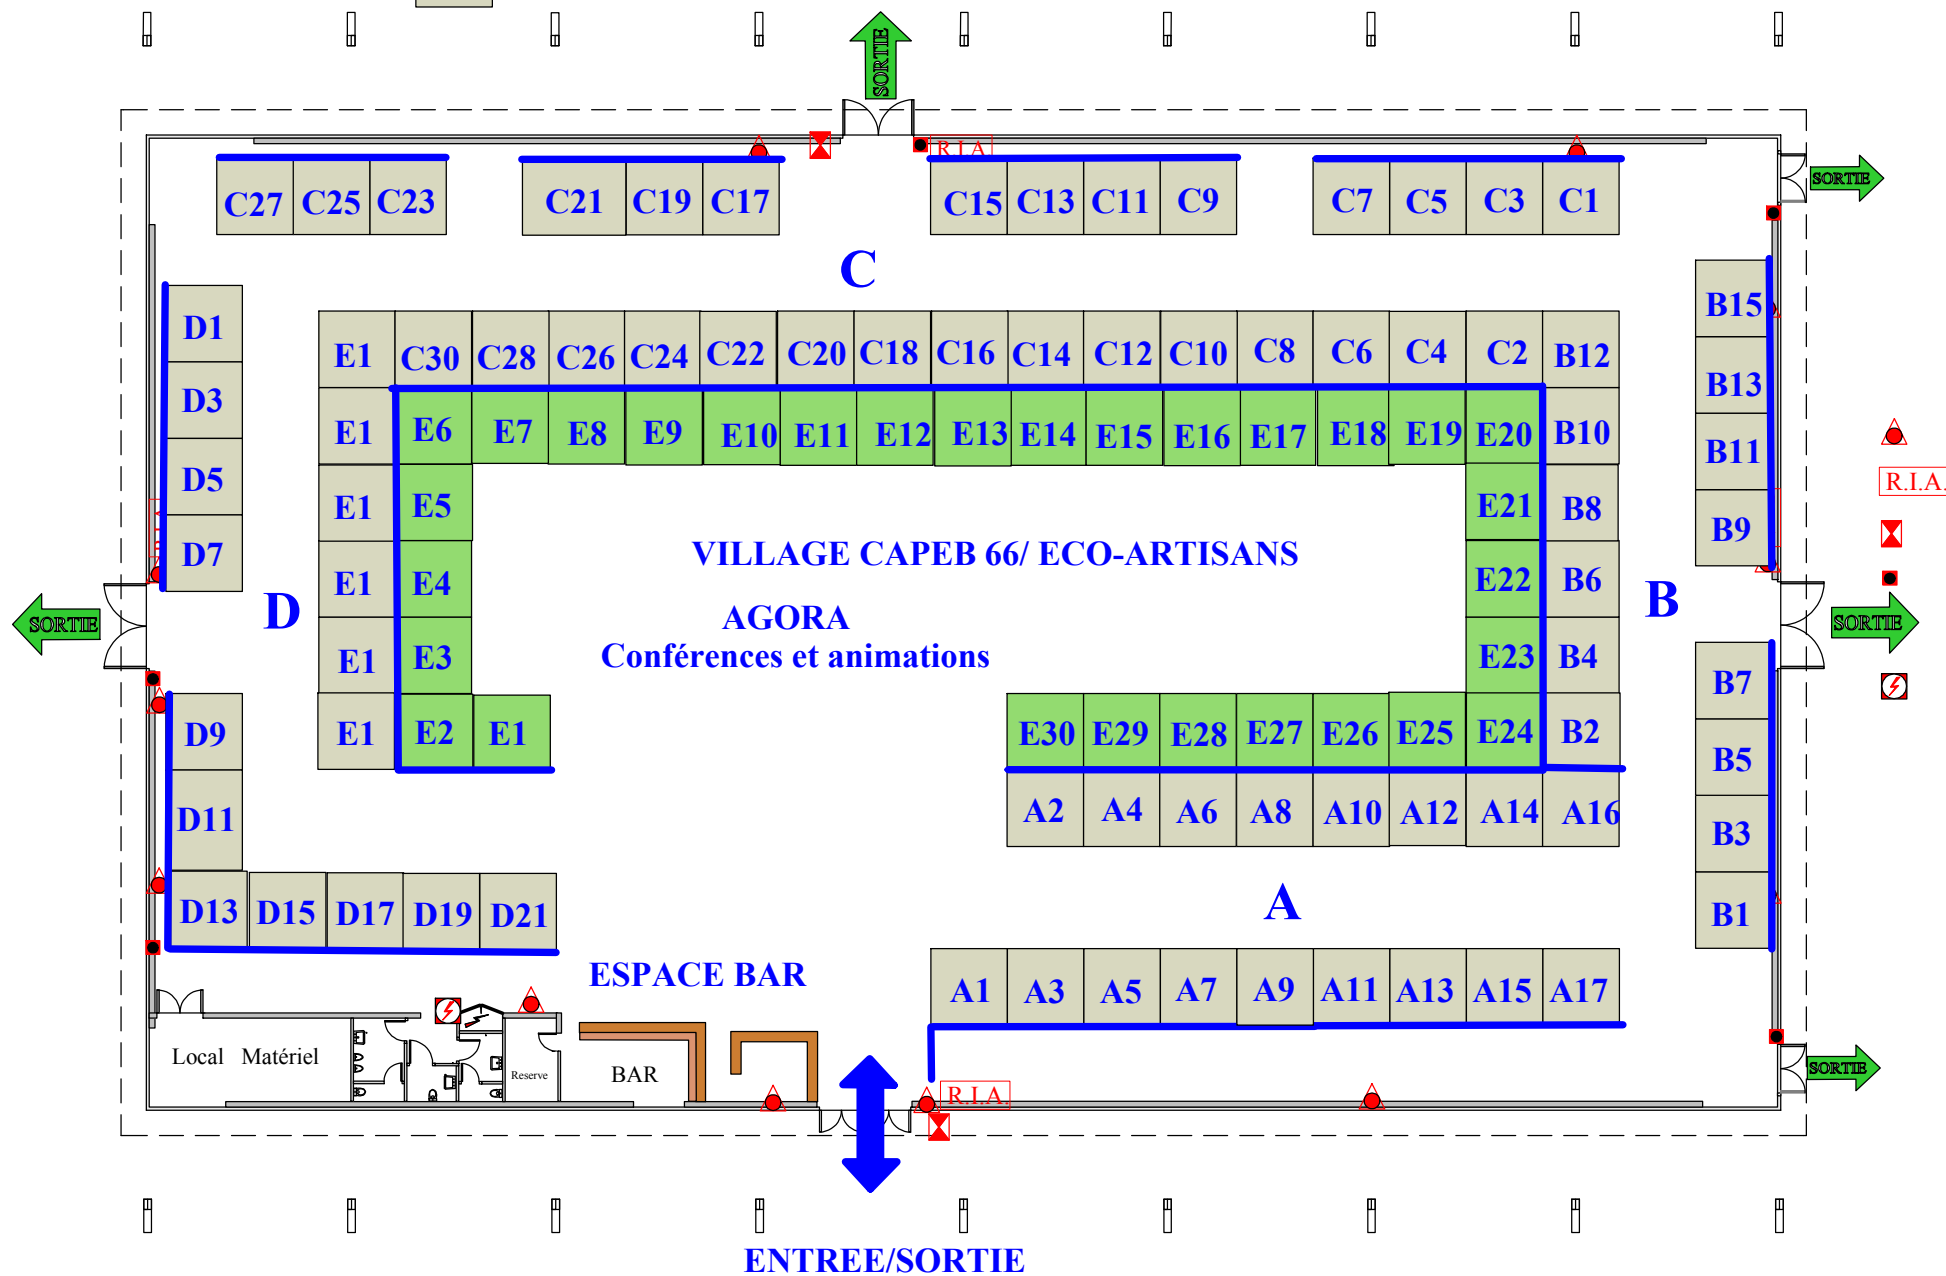 SORTIE
R.I.A.
SORTIE
C27 C25 C23 C21 C19 C17 C15 C13 C11 C9 C7 C5 C3 C1
C
B15
D1
E1 C30 C28 C26 C24 C22 C20 C18 C16 C14 C12 C10 C8 C6 C4 C2 B12
B13
D3
E1 E6 E7 E8 E9 E10 E11 E12 E13 E14 E15 E16 E17 E18 E19 E20 B10
B11
D5
R.I.A.
E1 E5 E21 B8
B9
D7
VILLAGE CAPEB 66/ ECO-ARTISANS
E1 E4 E22 B6
D
B
AGORA
SORTIE
SORTIE
Conférences et animations
E1 E3 E23 B4
B7
D9
E1 E2 E1 E30 E29 E28 E27 E26 E25 E24 B2
B5
D11
A2 A4 A6 A8 A10 A12 A14 A16
B3
A
D13 D15 D17 D19 D21
B1
ESPACE BAR
A1 A3 A5 A7 A9 A11 A13 A15 A17
Local Matériel
Reserve
BAR
SORTIE
R.I.A.
ENTREE/SORTIE